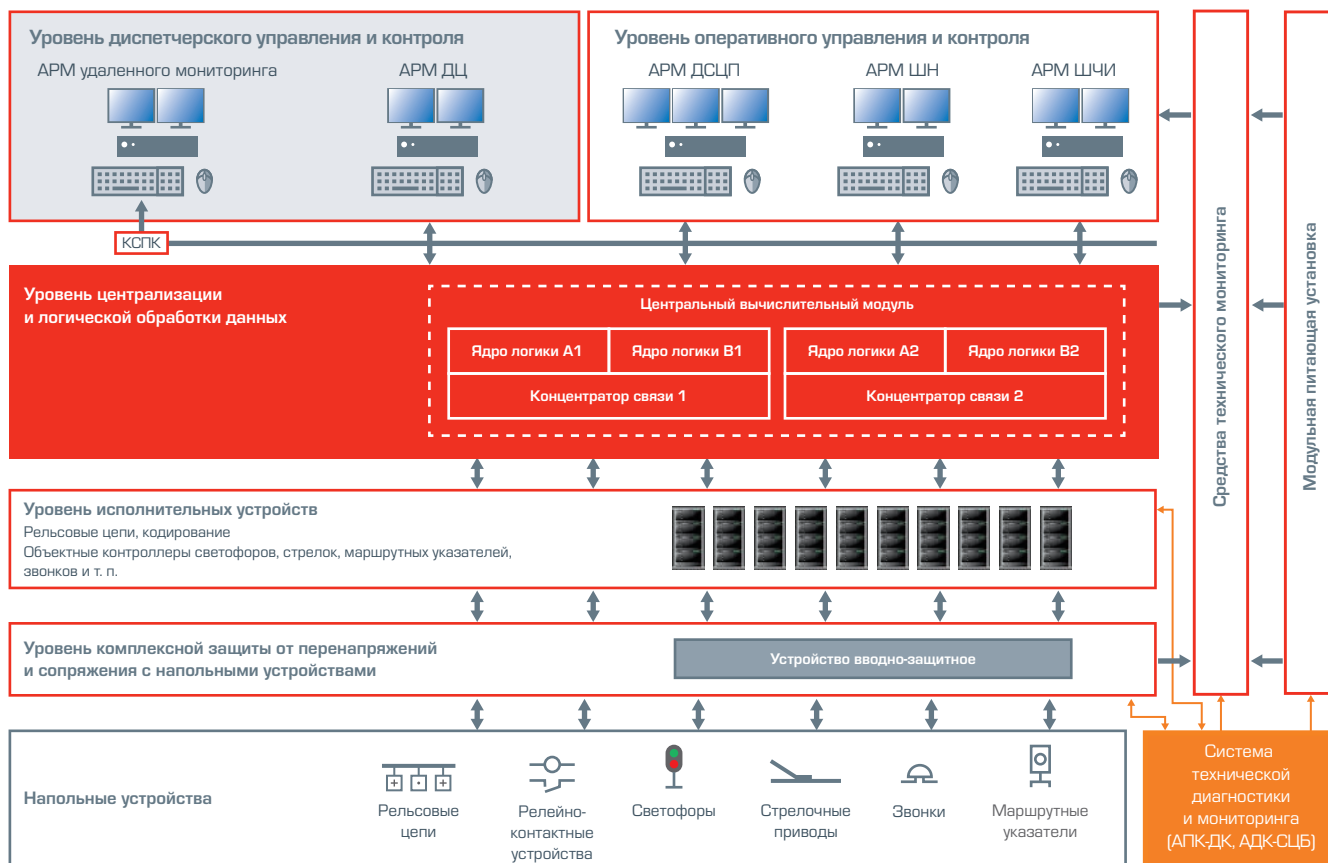 Уровень диспетчерского управления и контроля
АРМ удаленного мониторинга
АРМ ДЦ
Уровень оперативного управления и контроля
АРМ ДСЦП
АРМ ШН
АРМ ШЧИ
КСПК
Уровень централизации
и логической обработки данных
Центральный вычислительный модуль
Ядро логики А1
Ядро логики В1
Ядро логики А2
Ядро логики В2
Концентратор связи 1
Концентратор связи 2
Уровень исполнительных устройств
Рельсовые цепи, кодирование
Объектные контроллеры светофоров, стрелок, маршрутных указателей,
звонков и т. п.
Уровень комплексной защиты от перенапряжений
и сопряжения с напольными устройствами
Устройство вводно-защитное
Напольные устройства
Рельсовые
цепи
Релейно-
контактные
устройства
Светофоры
Стрелочные
приводы
Звонки
Маршрутные
указатели
Средства технического мониторинга
Модульная питающая установка
Система
технической
диагностики
и мониторинга
(АПК-ДК, АДК-СЦБ)